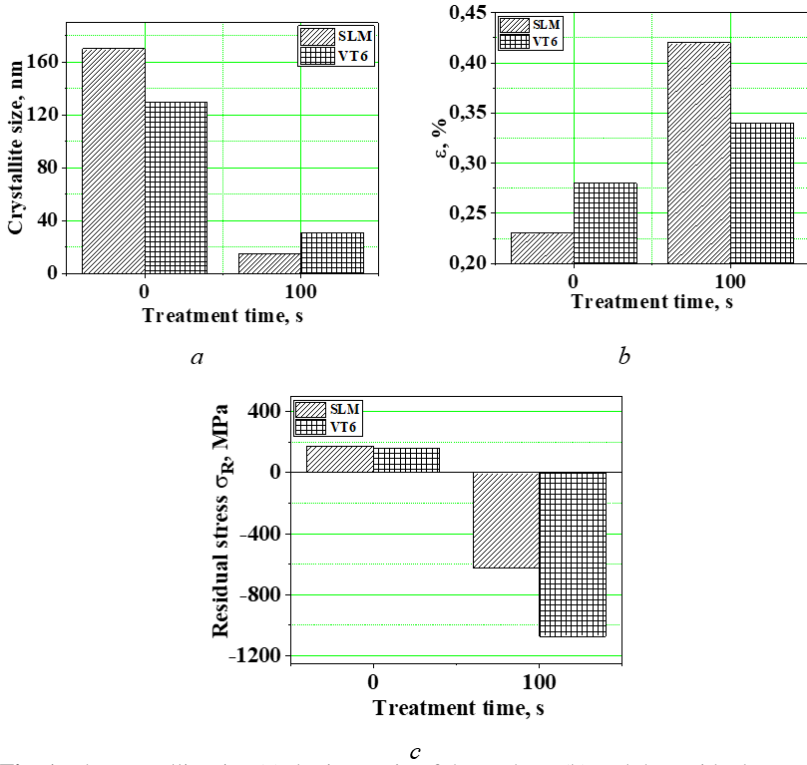 SLM
VT6
160
120
80
40
0
Crystallite size, nm
0
100
Treatment time, s
a
SLM
VT6
0,45
0,40
0,35
0,30
0,25
0,20
ε, %
0
100
Treatment time, s
b
SLM
VT6
400
0
-400
-800
-1200
Residual stress σR, MPa
0
100
Treatment time, s
c